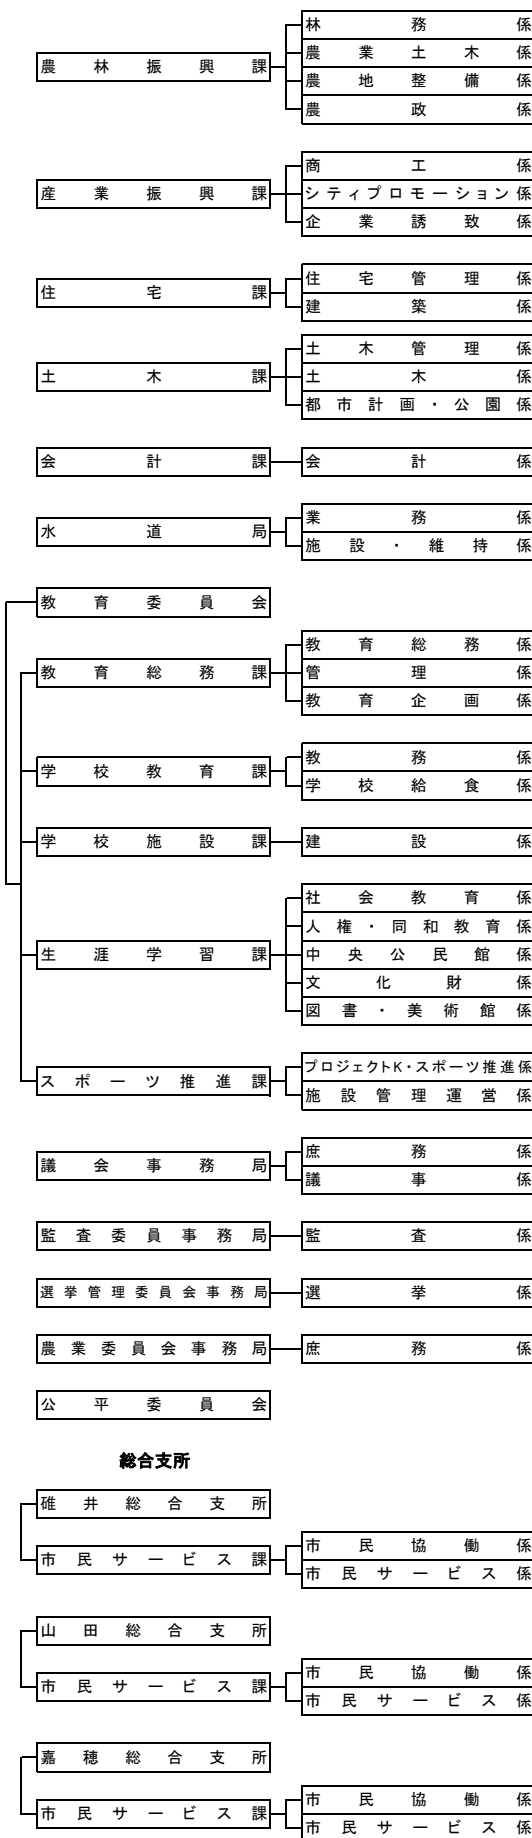 林務係
農業土木係
農林振興課
農地整備係
農政係
商工係
産業振興課
シティプロモーション係
企業誘致係
住宅管理係
住宅課
建築係
土木管理係
土木課
土木係
都市計画・公園係
会計課
会計係
業務係
水道局
施設・維持係
教育委員会
教育総務係
教育総務課
管理係
教育企画係
教務係
学校教育課
学校給食係
学校施設課
建設係
社会教育係
人権・同和教育係
生涯学習課
中央公民館係
文化財係
図書・美術館係
プロジェクトK・スポーツ推進係
スポーツ推進課
施設管理運営係
庶務係
議会事務局
議事係
監査委員事務局
監査係
選挙管理委員会事務局
選挙係
農業委員会事務局
庶務係
公平委員会
総合支所
碓井総合支所
市民協働係
市民サービス課
市民サービス係
山田総合支所
市民協働係
市民サービス課
市民サービス係
嘉穂総合支所
市民協働係
市民サービス課
市民サービス係